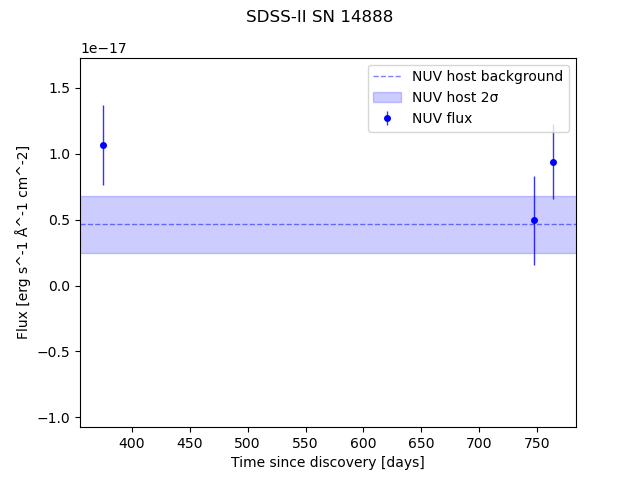 SDSS-II SN 14888
1e−17
NUV host background
NUV host 2σ
NUV flux
1.5
1.0
0.5
0.0
−0.5
−1.0
Flux [erg s^-1 Å^-1 cm^-2]
400 450 500 550 600 650 700 750
Time since discovery [days]